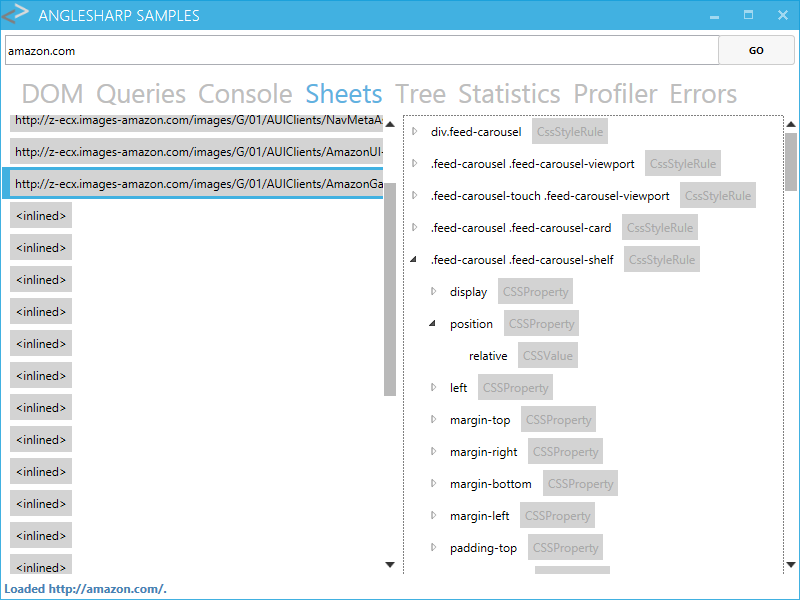 ANGLESHARP SAMPLES
amazon.com
GO
DOM Queries Console Sheets Tree Statistics Profiler Errors
http://z-ecx.images-amazon.com/images/G/01/AUIClients/NavMetaA
http://z-ecx.images-amazon.com/images/G/01/AUIClients/AmazonUI-
http://z-ecx.images-amazon.com/images/G/01/AUIClients/AmazonGa
<inlined>
<inlined>
<inlined>
<inlined>
<inlined>
<inlined>
<inlined>
<inlined>
<inlined>
<inlined>
<inlined>
<inlined>
div.feed-carousel CssStyleRule
.feed-carousel .feed-carousel-viewport CssStyleRule
.feed-carousel-touch .feed-carousel-viewport CssStyleRule
.feed-carousel .feed-carousel-card CssStyleRule
.feed-carousel .feed-carousel-shelf CssStyleRule
display CSSProperty
position CSSProperty
relative CSSValue
left CSSProperty
margin-top CSSProperty
margin-right CSSProperty
margin-bottom CSSProperty
margin-left CSSProperty
padding-top CSSProperty
Loaded http://amazon.com/.